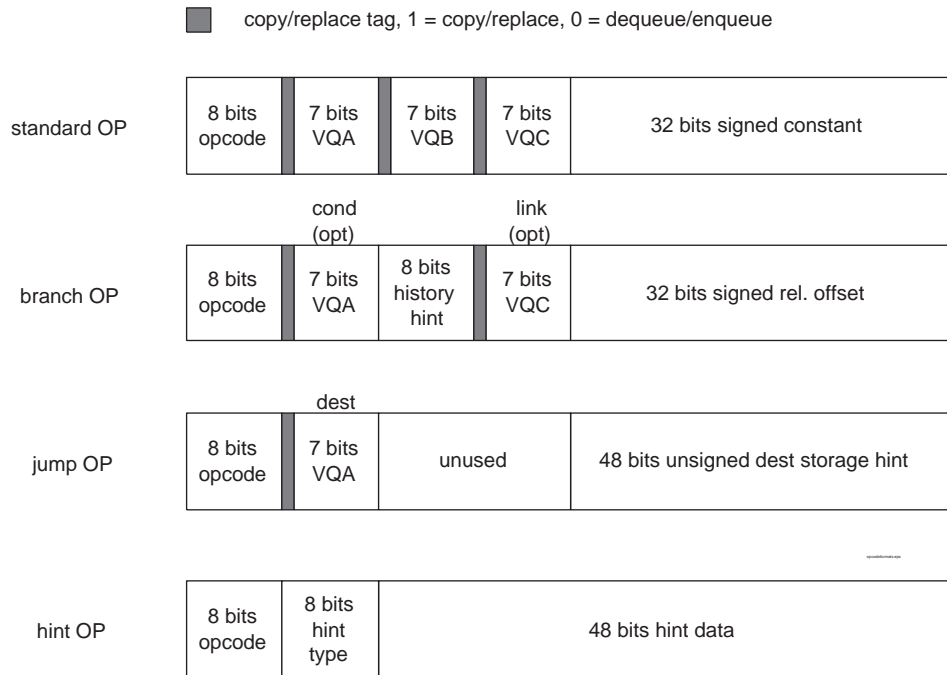 copy/replace tag, 1 = copy/replace, 0 = dequeue/enqueue
standard OP
8 bits
opcode
7 bits
VQA
7 bits
VQB
7 bits
VQC
32 bits signed constant
cond
(opt)
link
(opt)
branch OP
8 bits
opcode
7 bits
VQA
8 bits
history
hint
7 bits
VQC
32 bits signed rel. offset
dest
jump OP
8 bits
opcode
7 bits
VQA
unused
48 bits unsigned dest storage hint
hint OP
8 bits
opcode
8 bits
hint
type
48 bits hint data